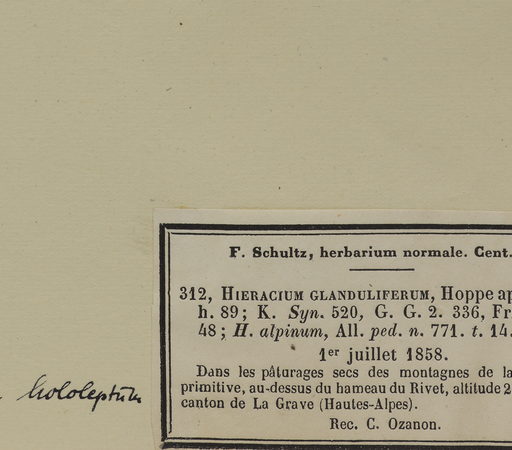 F. Schultz, herbarium normale. Cent.
312, HIERACIUM GLANDULIFERUM, Hoppe ap
h. 89; K. Syn. 520, G. G. 2. 336, Fr
48; H. alpinum, All. ped. n. 771. t. 14.
1er juillet 1858.
Dans les pâturages secs des montagnes de la
primitive, au-dessus du hameau du Rivet, altitude 2
canton de La Grave (Hautes-Alpes).
Rec. C. Ozanon.
hololeptum